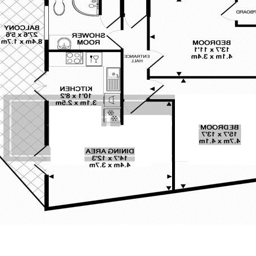 BALCONY
27'6 5'6
8.4m 1.7m
SHOWER
ROOM
ENTRANCE
HALL
BEDROOM
13'7 11'1
4.1m x 3.4m
KITCHEN
10'1 x 8'2
3.1m x 2.5m
BEDROOM
15'7 13'7
4.7m x 4.1m
DINING AREA
14'7 12'3
4.4m 3.7m